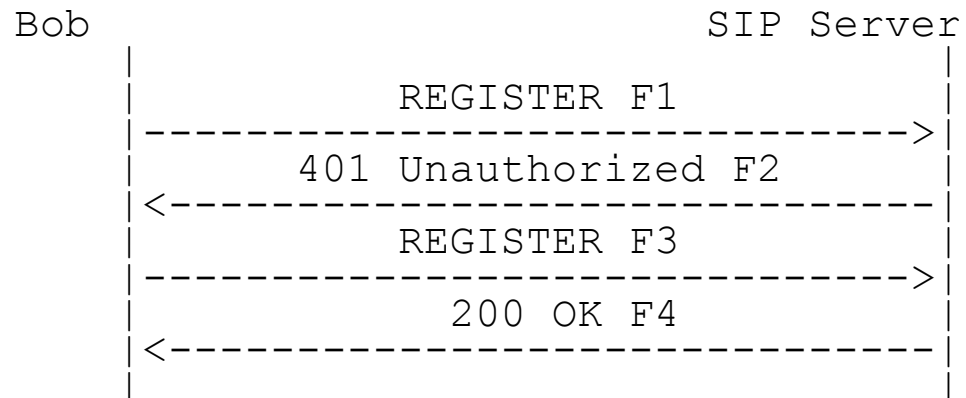 Bob SIP Server
REGISTER F1
401 Unauthorized F2
REGISTER F3
200 OK F4